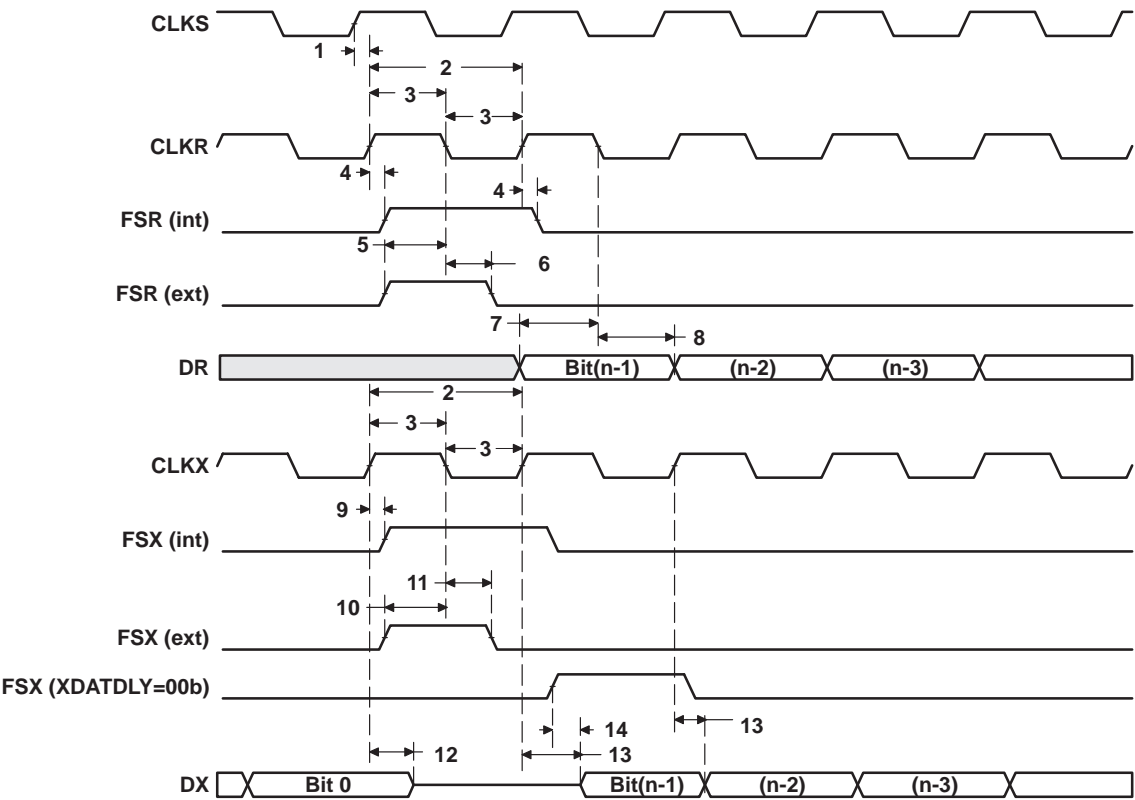 CLKS
1
2
3
3
CLKR
4
4
FSR (int)
5
6
FSR (ext)
7
8
DR Bit(n-1) (n-2) (n-3)
2
3
3
CLKX
9
FSX (int)
11
10
FSX (ext)
FSX (XDATDLY=00b)
13
14
12
13
DX Bit 0 Bit(n-1) (n-2) (n-3)